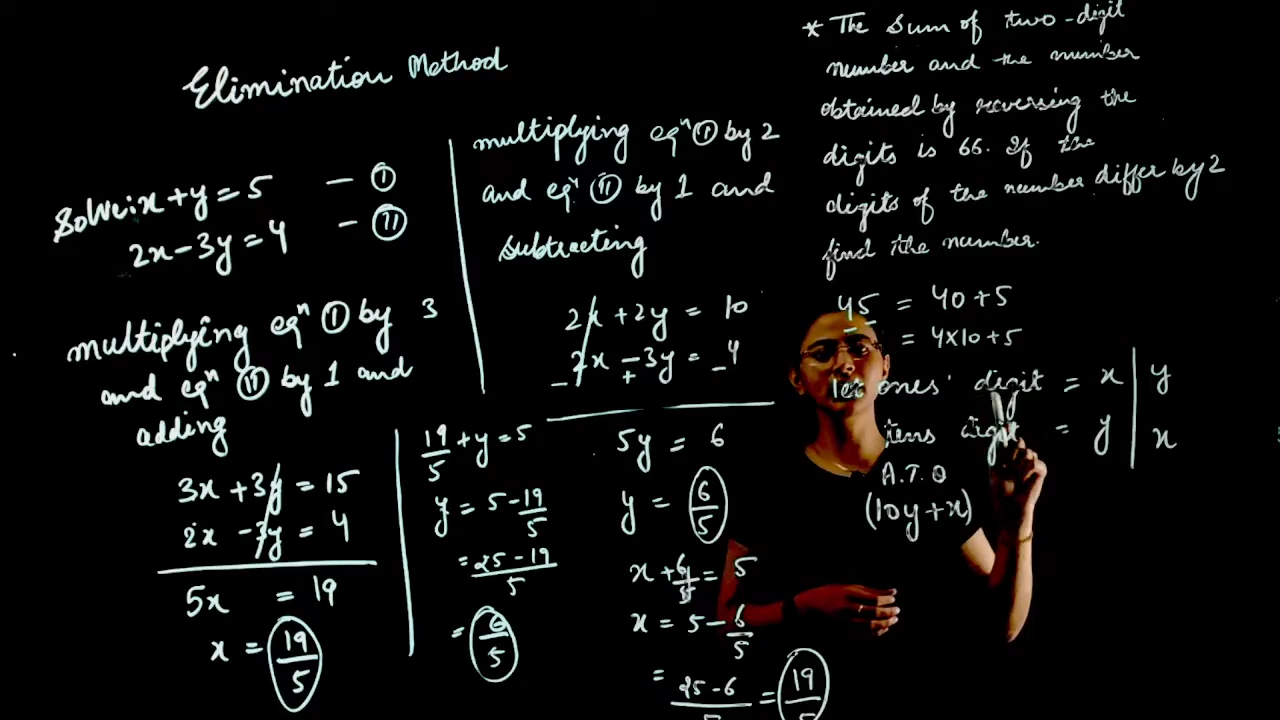 Elimination Method
Solve: x + y = 5 — (I)
2x - 3y = 4 — (II)
multiplying eqⁿ (I) by 3
and eqⁿ (II) by 1 and
adding
3x + 3y = 15
2x - 3y = 4
5x = 19
x = 19/5
19/5 + y = 5
y = 5 - 19/5
= 25 - 19/5
= 6/5
multiplying eqⁿ (I) by 2
and eqⁿ (II) by 1 and
subtracting
2x + 2y = 10
2x - 3y = 4
- + -
5y = 6
y = 6/5
x + 6/5 = 5
x = 5 - 6/5
= 25 - 6/5 = 19/5
* The sum of two-digit
number and the number
obtained by reversing the
digits is 66. If the
digits of the number differ by 2
find the number.
45 = 40 + 5
= 4x10 + 5
let ones' digit = x | y
tens digit = y | x
A.T.Q
(10y + x)